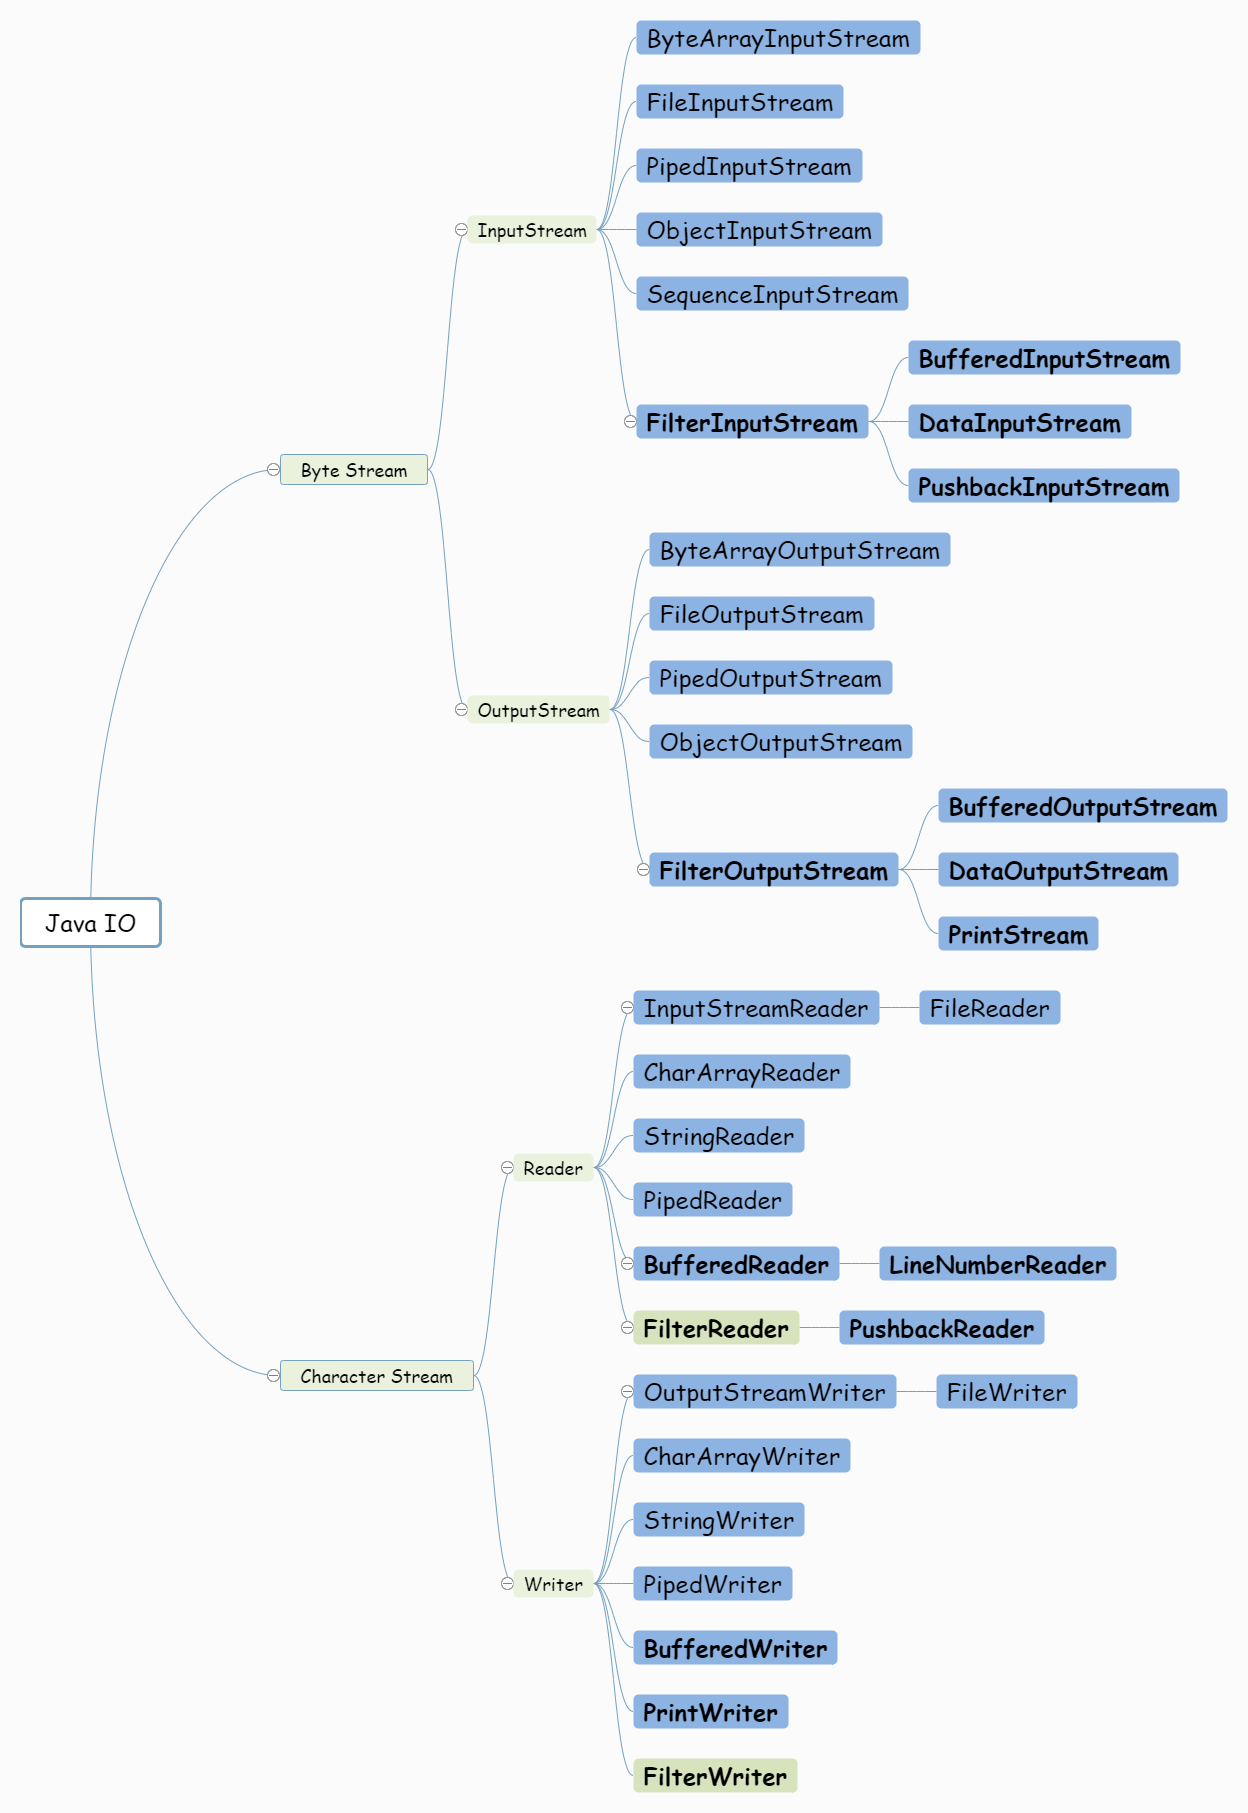 ByteArrayInputStream
FileInputStream
PipedInputStream
InputStream
ObjectInputStream
SequenceInputStream
BufferedInputStream
FilterInputStream
DataInputStream
Byte Stream
PushbackInputStream
ByteArrayOutputStream
FileOutputStream
PipedOutputStream
OutputStream
ObjectOutputStream
BufferedOutputStream
FilterOutputStream
DataOutputStream
Java IO
PrintStream
InputStreamReader
FileReader
CharArrayReader
StringReader
Reader
PipedReader
BufferedReader
LineNumberReader
FilterReader
PushbackReader
Character Stream
OutputStreamWriter
FileWriter
CharArrayWriter
StringWriter
Writer
PipedWriter
BufferedWriter
PrintWriter
FilterWriter